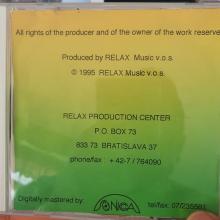 All rights of the producer and of the owner of the work reserve
Produced by RELAX Music v.o.s.
© 1995 RELAX Music v.o.s.
RELAX PRODUCTION CENTER
P.O. BOX 73
833 73 BRATISLAVA 37
phone/fax : +42-7 / 764090
Digitally mastered by: SONICA tel/fax: 07/235581